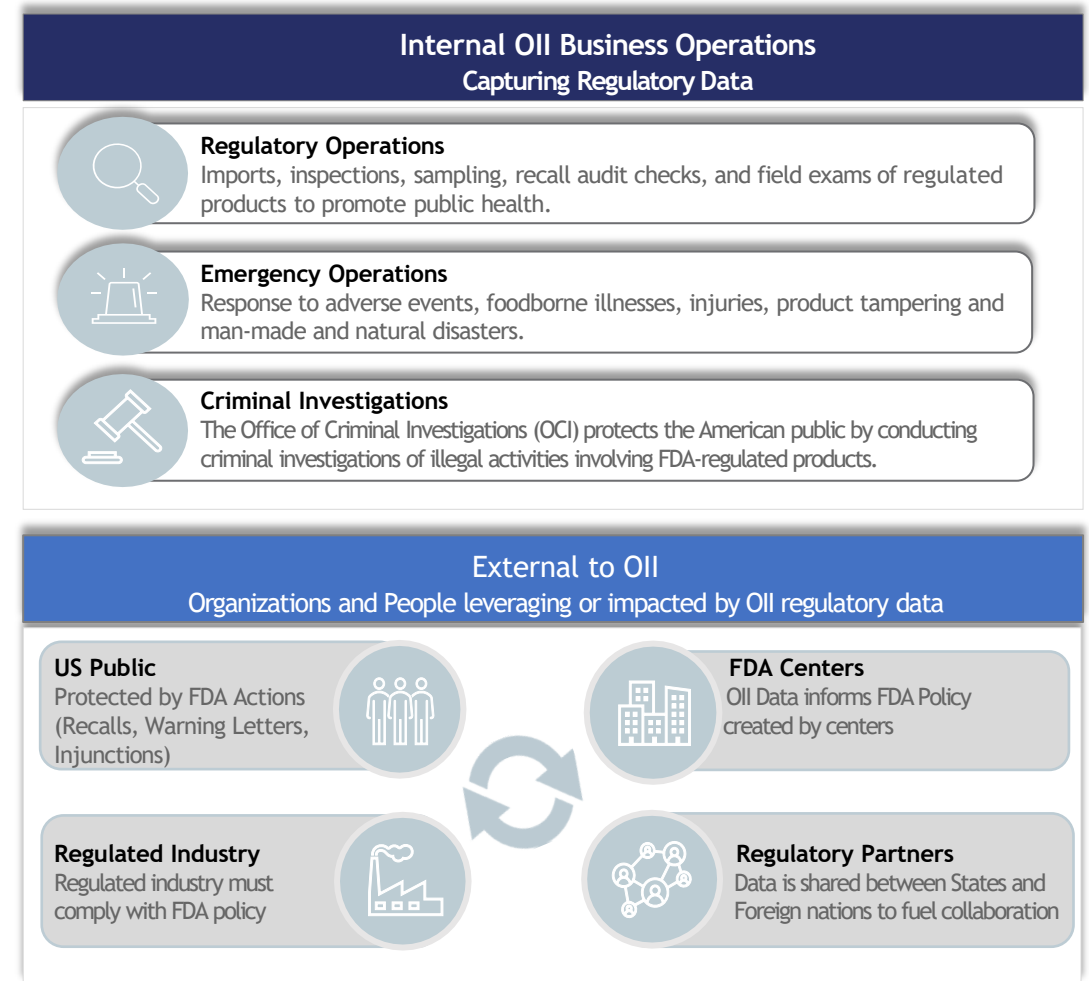 Internal OII Business Operations
Capturing Regulatory Data
Regulatory Operations
Imports, inspections, sampling, recall audit checks, and field exams of regulated
products to promote public health.
Emergency Operations
Response to adverse events, foodborne illnesses, injuries, product tampering and
man-made and natural disasters.
Criminal Investigations
The Office of Criminal Investigations (OCI) protects the American public by conducting
criminal investigations of illegal activities involving FDA-regulated products.
External to OII
Organizations and People leveraging or impacted by OII regulatory data
US Public
Protected by FDA Actions
(Recalls, Warning Letters,
Injunctions)
FDA Centers
OII Data informs FDA Policy
created by centers
Regulated Industry
Regulated industry must
comply with FDA policy
Regulatory Partners
Data is shared between States and
Foreign nations to fuel collaboration